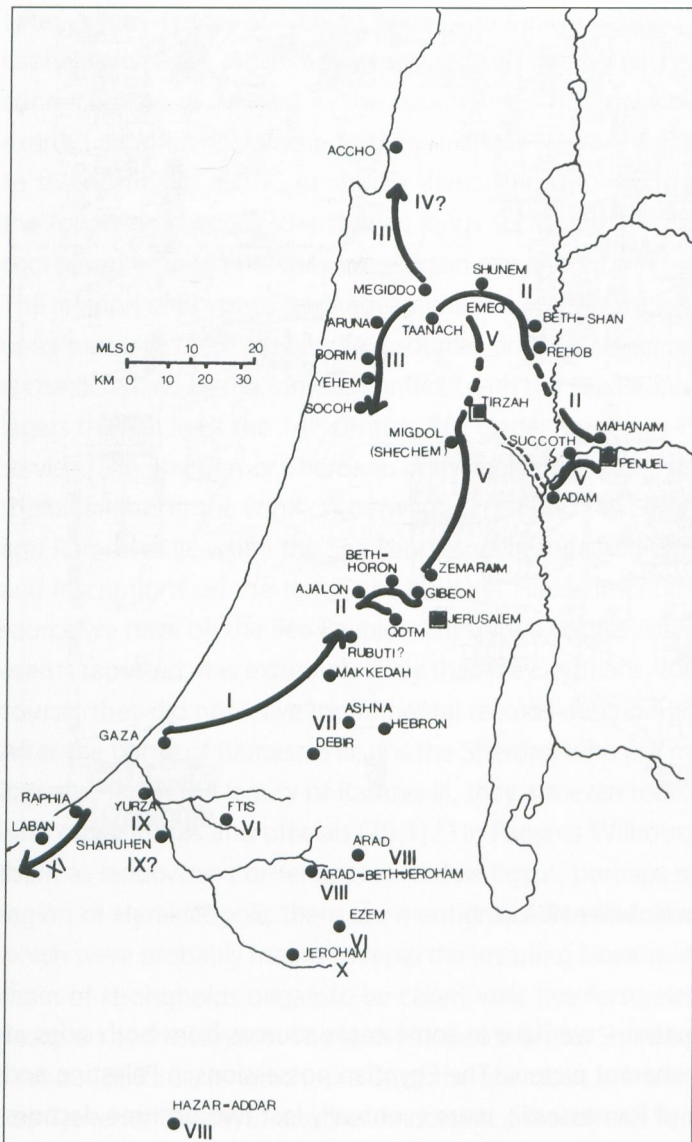 ACCHO
IV?
III
SHUNEM
MEGIDDO
II
EMEQ
TAANACH
BETH-SHAN
ARUNA
V
REHOB
MLS 0 10 20
BORIM
III
KM 0 10 20 30
YEHEM
SOCOH
TIRZAH
II
MAHANAIM
MIGDOL
(SHECHEM)
SUCCOTH
PENUEL
V
V
ADAM
BETH-
HORON
ZEMARAIM
AJALON
GIBEON
II
QDTM
JERUSALEM
RUBUTI?
MAKKEDAH
I
ASHNA
VII
HEBRON
GAZA
DEBIR
RAPHIA
YURZA
FTIS
IX
VI
LABAN
SHARUHEN
IX?
ARAD
VIII
ARAD-BETH-JEROHAM
VIII
EZEM
VI
JEROHAM
X
HAZAR-ADDAR
VIII